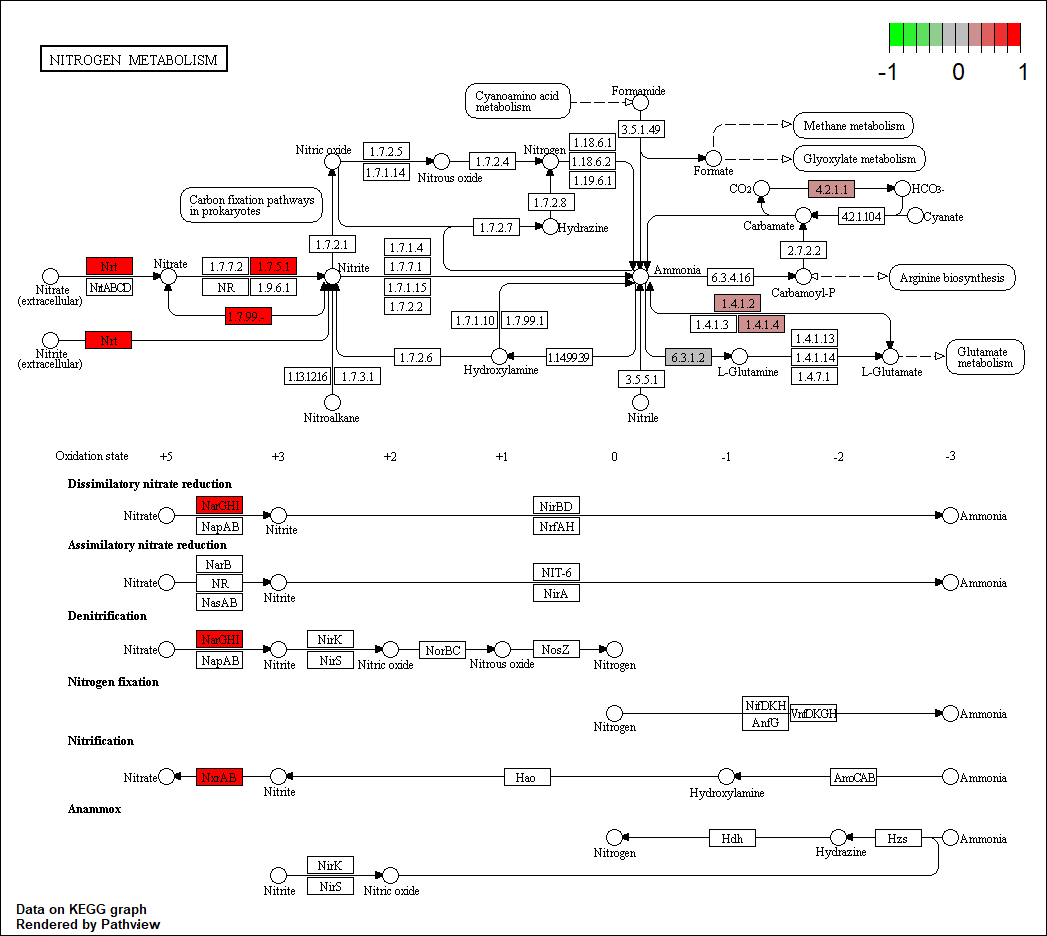 -1 0 1
NITROGEN METABOLISM
Cyanoamino acid
metabolism
Formamide
3.5.1.49
Methane metabolism
Glyoxylate metabolism
Formate
Nitric oxide
1.7.2.5
1.7.1.14
Nitrous oxide
1.7.2.4
Nitrogen
1.18.6.1
1.18.6.2
1.19.6.1
CO2
4.2.1.1
HCO3-
Carbon fixation pathways
in prokaryotes
1.7.2.8
1.7.2.7
Hydrazine
Carbamate
4.2.1.104
Cyanate
1.7.2.1
1.7.1.4
1.7.7.1
1.7.1.15
1.7.2.2
2.7.2.2
Nrt
NrtABCD
Nitrate
(extracellular)
Nitrate
1.7.7.2
1.7.5.1
NR
1.9.6.1
Nitrite
Ammonia
6.3.4.16
Carbamoyl-P
Arginine biosynthesis
1.7.99.-
1.4.1.2
1.4.1.3
1.4.1.4
Nrt
Nitrite
(extracellular)
1.7.1.10
1.7.99.1
1.7.2.6
Hydroxylamine
1.14.99.39
6.3.1.2
L-Glutamine
1.4.1.13
1.4.1.14
1.4.7.1
L-Glutamate
Glutamate
metabolism
1.13.12.16
1.7.3.1
3.5.5.1
Nitroalkane
Nitrile
Oxidation state +5 +3 +2 +1 0 -1 -2 -3
Dissimilatory nitrate reduction
NarGHI NirBD
Nitrate Nitrite Ammonia
NapAB NrfAH
Assimilatory nitrate reduction
NarB NIT-6
Nitrate NR Nitrite Ammonia
NasAB NirA
Denitrification
NarGHI NirK
Nitrate Nitrite Nitric oxide NorBC Nitrous oxide NosZ Nitrogen
NapAB NirS
Nitrogen fixation
NifDKH
Nitrogen VnfDKGH Ammonia
AnfG
Nitrification
Nitrate NxrAB Nitrite Hao Hydroxylamine AmoCAB Ammonia
Anammox
Nitrogen Hdh Hydrazine Hzs Ammonia
NirK
Nitrite Nitric oxide
NirS
Data on KEGG graph
Rendered by Pathview